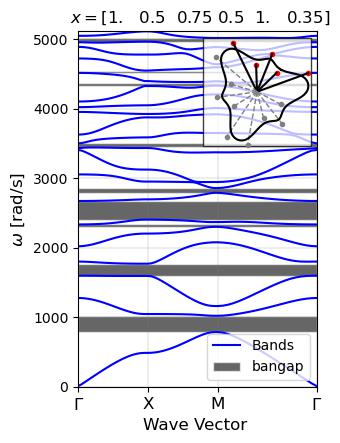 x = [1.   0.5   0.75 0.5   1.   0.35]
5000
4000
3000
2000
1000
0
ω [rad/s]
Γ X M Γ
Wave Vector
Bands
bangap